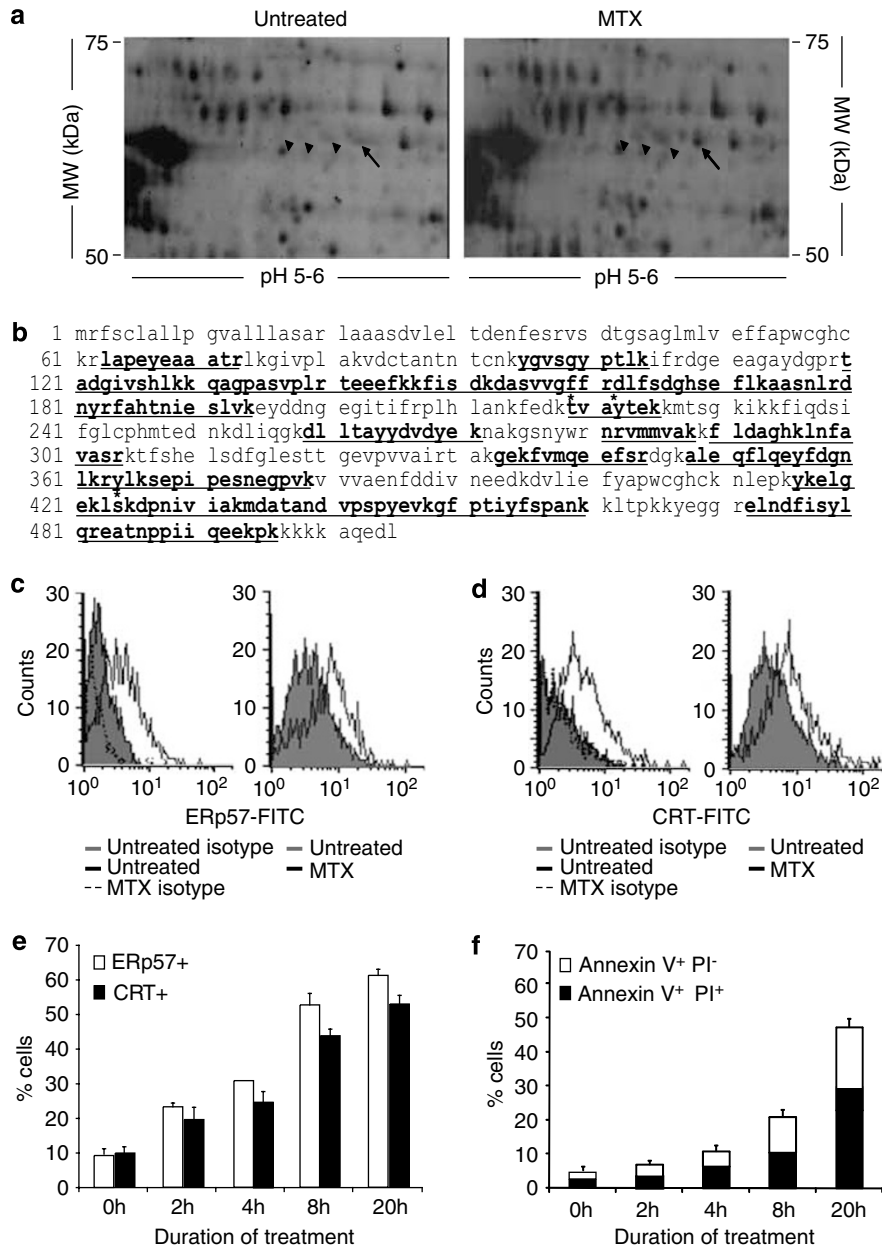 a
Untreated
MTX
75
75
MW (kDa)
MW (kDa)
50
50
pH 5-6
pH 5-6
b
1 mrfsclallp gvalllasar laaasdvlel tdenfesrvs dtgsaglmlv effapwcghc
61 krlapeyeaa atrlkgivpl akvdctantn tcnkygvsgy ptlkifrdge eagaydgprt
121 adgivshlkk qagpasvplr teeefkkfis dkdasvvgff rdlfsdghse flkaasnlrd
181 nyrfahtnie slvkeyddng egitifrplh lankfedktv aytekkmtsg kikkfiqdsi
241 fglcphmted nkdliqgkdl ltayydvdye knakgsnywr nrvmmvakkf ldaghklnfa
301 vasrktfshe lsdfglestt gevpvvairt akgekfvmqe efsrdgkale qflqeyfdgn
361 lkrylksepi pesnegpvkv vvaenfddiv needkdvlie fyapwcghck nlepkykelg
421 eklskdpniv iakmdatand vpspyevkgf ptiyfspank kltpkkyegg relndfisyl
481 qreatnppii qeekpkkkkk aqedl
c
30
20
10
0
Counts
10⁰ 10¹ 10² 10⁰ 10¹ 10²
ERp57-FITC
Untreated isotype
Untreated
MTX isotype
Untreated
MTX
d
30
20
10
0
Counts
10⁰ 10¹ 10² 10⁰ 10¹ 10²
CRT-FITC
Untreated isotype
Untreated
MTX isotype
Untreated
MTX
e
70
60
50
40
30
20
10
0
% cells
ERp57+
CRT+
0h 2h 4h 8h 20h
Duration of treatment
f
70
60
50
40
30
20
10
0
% cells
Annexin V⁺ PI⁻
Annexin V⁺ PI⁺
0h 2h 4h 8h 20h
Duration of treatment